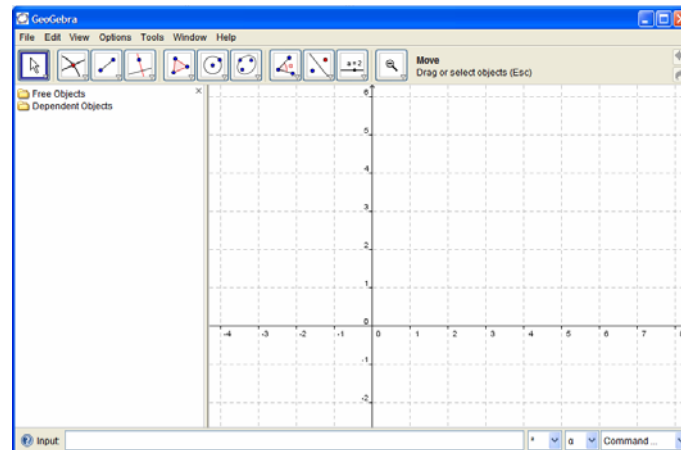 GeoGebra
File Edit View Options Tools Window Help
a=2
Move
Drag or select objects (Esc)
Free Objects
Dependent Objects
6
5
4
3
2
1
0
-4 -3 -2 -1 0 1 2 3 4 5 6 7 8
-1
-2
Input: * α Command ...